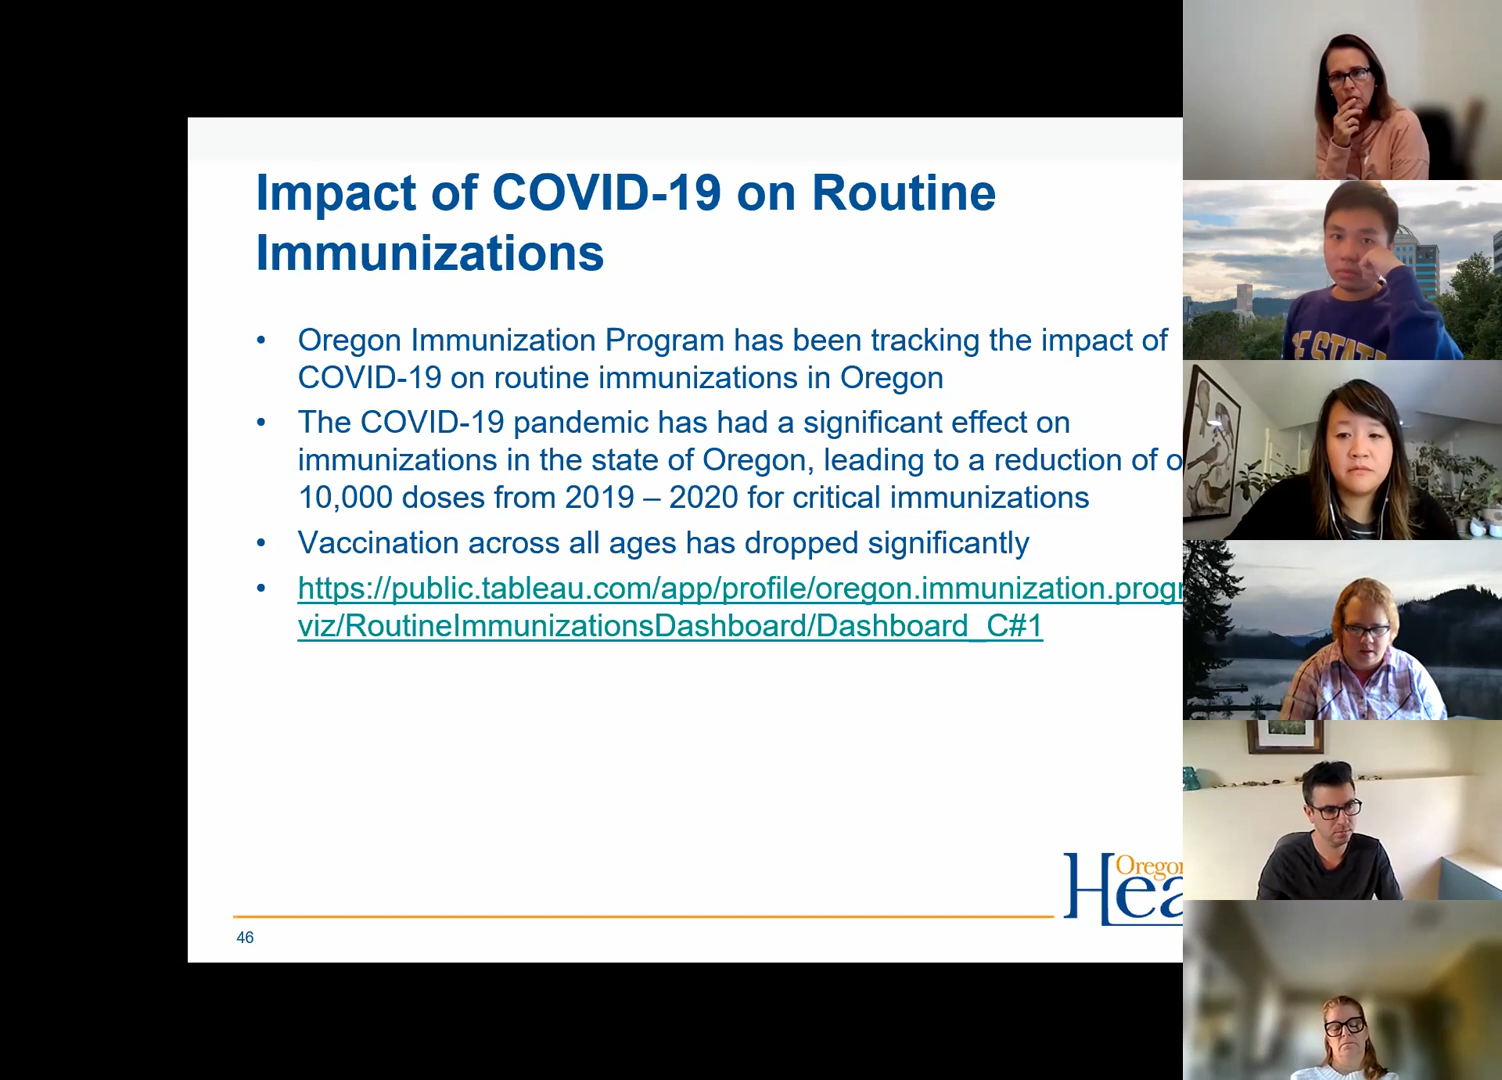 Impact of COVID-19 on Routine
Immunizations
• Oregon Immunization Program has been tracking the impact of
COVID-19 on routine immunizations in Oregon
• The COVID-19 pandemic has had a significant effect on
immunizations in the state of Oregon, leading to a reduction of
10,000 doses from 2019 – 2020 for critical immunizations
• Vaccination across all ages has dropped significantly
• https://public.tableau.com/app/profile/oregon.immunization.progr
viz/RoutineImmunizationsDashboard/Dashboard_C#1
46
STATE